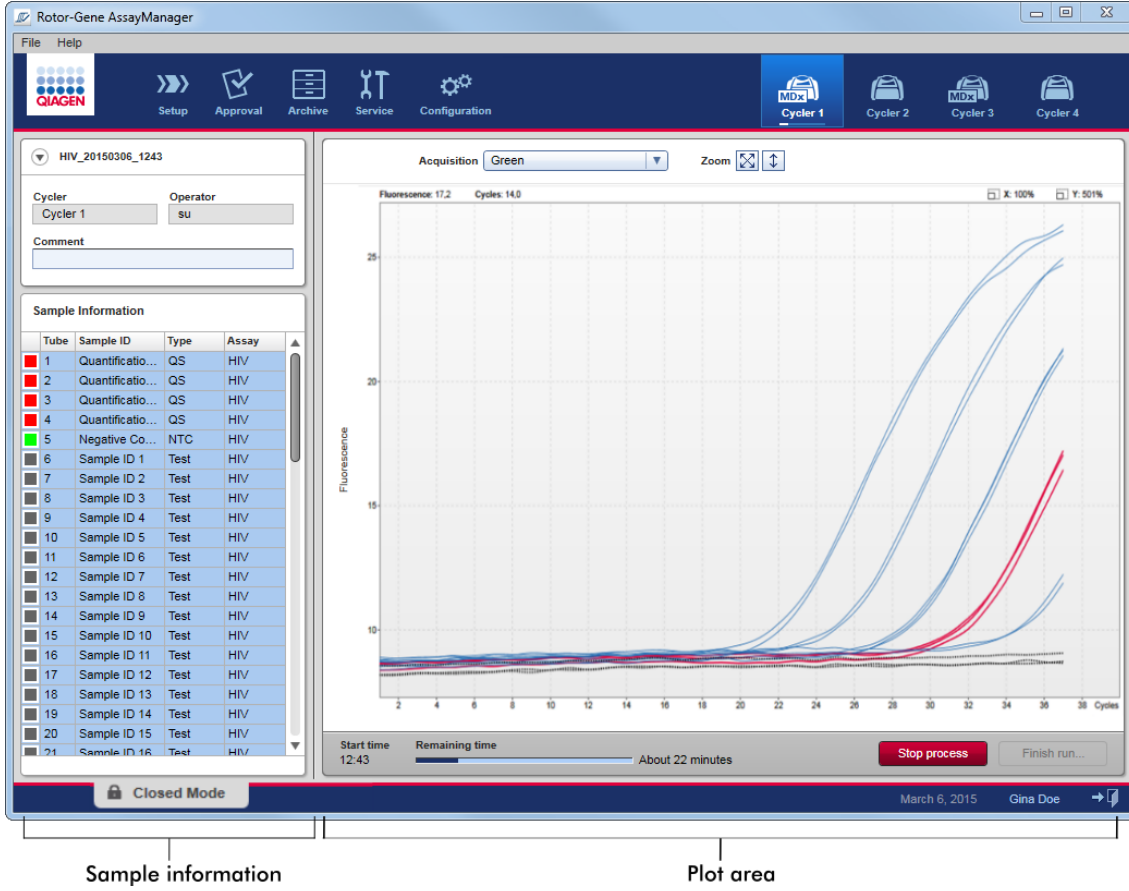 Rotor-Gene AssayManager
File Help
QIAGEN
Setup Approval Archive Service Configuration
MDx MDx
Cycler 1 Cycler 2 Cycler 3 Cycler 4
HIV_20150306_1243
Cycler Operator
Cycler 1 su
Comment
Acquisition Green Zoom
Fluorescence: 17,2 Cycles: 14,0 X: 100% Y: 501%
Sample Information
Tube Sample ID Type Assay
1 Quantificatio... QS HIV
2 Quantificatio... QS HIV
3 Quantificatio... QS HIV
4 Quantificatio... QS HIV
5 Negative Co... NTC HIV
6 Sample ID 1 Test HIV
7 Sample ID 2 Test HIV
8 Sample ID 3 Test HIV
9 Sample ID 4 Test HIV
10 Sample ID 5 Test HIV
11 Sample ID 6 Test HIV
12 Sample ID 7 Test HIV
13 Sample ID 8 Test HIV
14 Sample ID 9 Test HIV
15 Sample ID 10 Test HIV
16 Sample ID 11 Test HIV
17 Sample ID 12 Test HIV
18 Sample ID 13 Test HIV
19 Sample ID 14 Test HIV
20 Sample ID 15 Test HIV
21 Sample ID 16 Test HIV
Fluorescence
25
20
15
10
2 4 6 8 10 12 14 16 18 20 22 24 26 28 30 32 34 36 38 Cycles
Start time Remaining time
12:43 About 22 minutes
Stop process Finish run...
Closed Mode
March 6, 2015 Gina Doe
Sample information Plot area